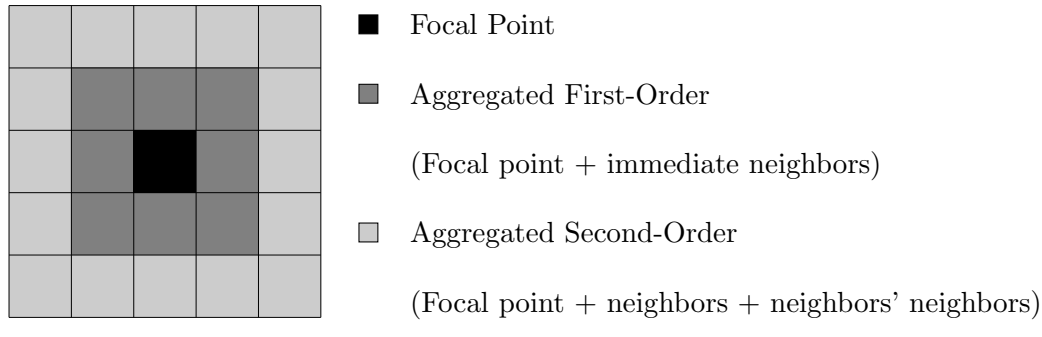 Focal Point
Aggregated First-Order
(Focal point + immediate neighbors)
Aggregated Second-Order
(Focal point + neighbors + neighbors’ neighbors)